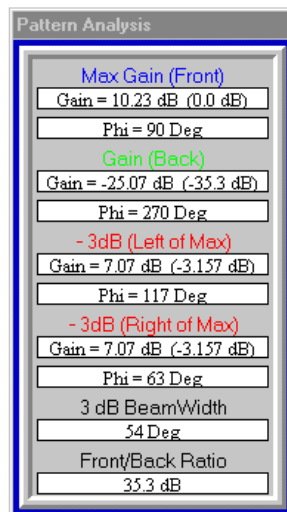 Pattern Analysis
Max Gain (Front)
Gain = 10.23 dB (0.0 dB)
Phi = 90 Deg
Gain (Back)
Gain = -25.07 dB (-35.3 dB)
Phi = 270 Deg
- 3dB (Left of Max)
Gain = 7.07 dB (-3.157 dB)
Phi = 117 Deg
- 3dB (Right of Max)
Gain = 7.07 dB (-3.157 dB)
Phi = 63 Deg
3 dB BeamWidth
54 Deg
Front/Back Ratio
35.3 dB